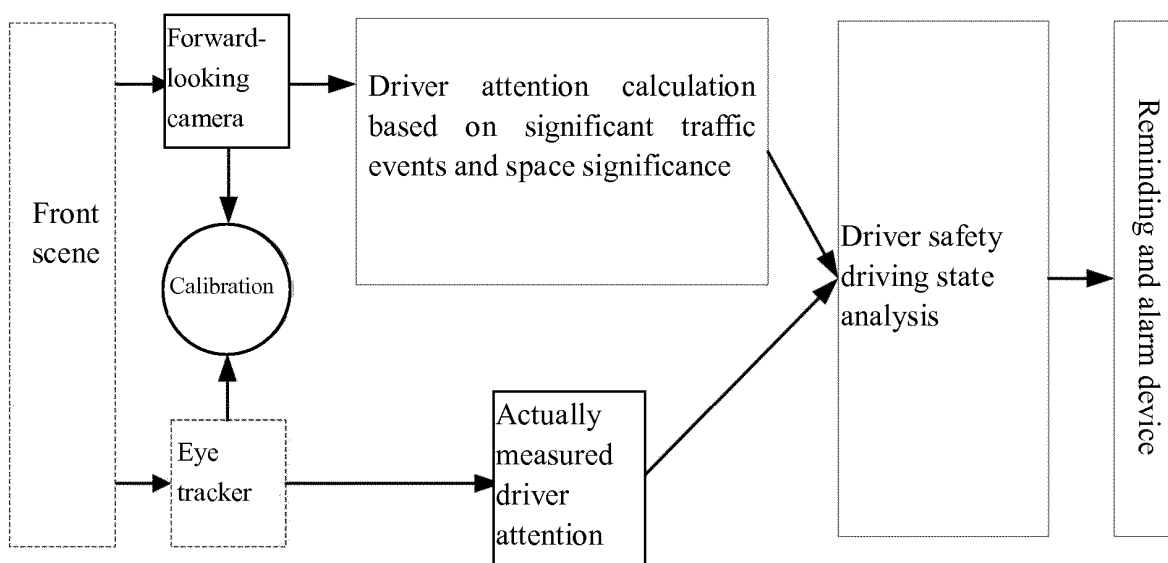 Front
scene
Forward-
looking
camera
Calibration
Eye
tracker
Driver attention calculation
based on significant traffic
events and space significance
Actually
measured
driver
attention
Driver safety
driving state
analysis
Reminding and alarm device